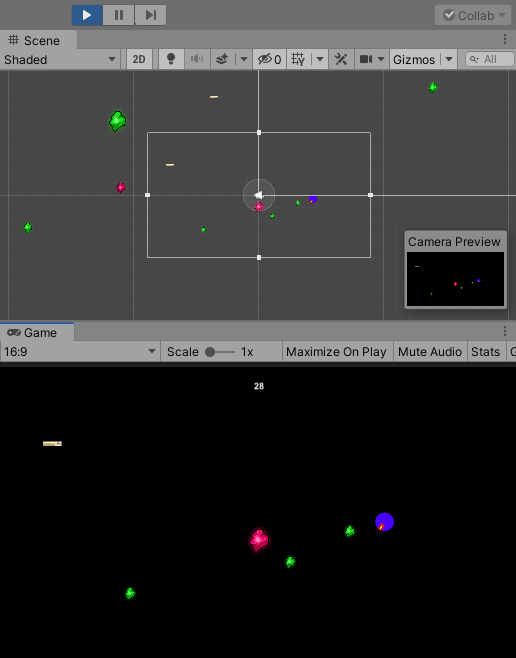 Collab
Scene
Shaded 2D 0 Gizmos All
Camera Preview
Game
16:9 Scale 1x Maximize On Play Mute Audio Stats G
28